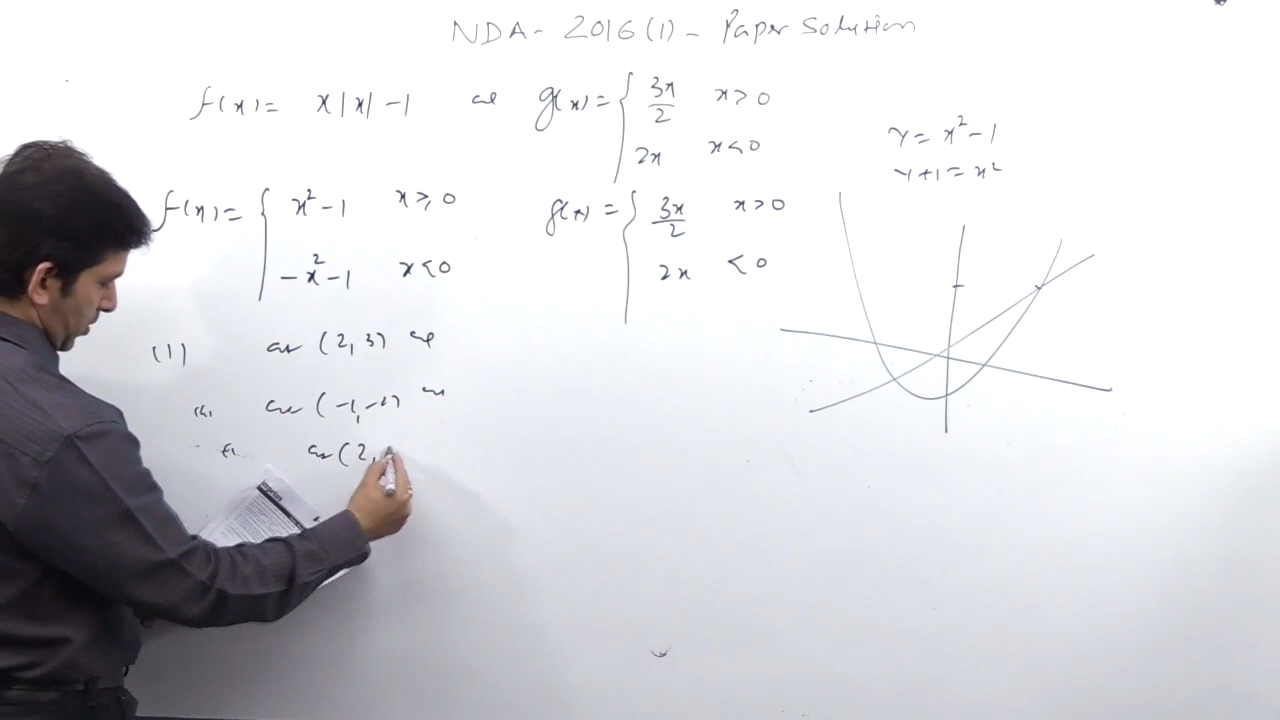 NDA - 2016 (1) - Paper Solution
f(x) = x|x| - 1 g(x) = { 3x/2 x > 0
2x x < 0
y = x² - 1
y + 1 = x²
f(x) = { x² - 1 x ≥ 0
-x² - 1 x < 0
g(x) = { 3x/2 x > 0
2x < 0
(1) (2, 3)
(-1, -2)
(2,